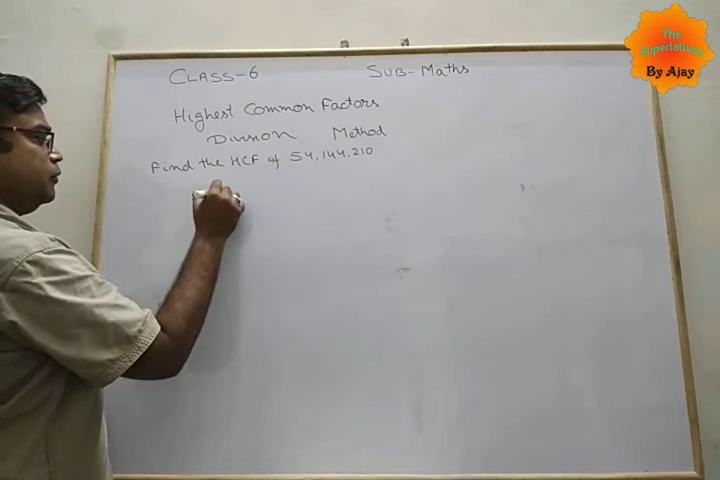 CLASS-6 SUB-Maths
Highest Common Factors
Division Method
Find the HCF of 54,144,210
The
Superlatives
By Ajay